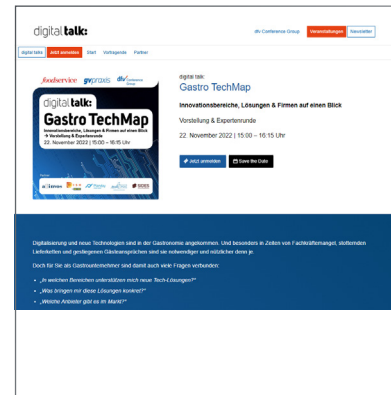 digital talk:
dfv Conference Group Veranstaltungen Newsletter
digital talks Jetzt anmelden Start Vortragende Partner
foodservice gvpraxis dfv Conference Group
digital talk:
Gastro TechMap
Innovationsbereiche, Lösungen & Firmen auf einen Blick
→ Vorstellung & Expertenrunde
22. November 2022 | 15:00 – 16:15 Uhr
digital talk:
Gastro TechMap
Innovationsbereiche, Lösungen & Firmen auf einen Blick
Vorstellung & Expertenrunde
22. November 2022 | 15:00 – 16:15 Uhr
Jetzt anmelden Save the Date
Digitalisierung und neue Technologien sind in der Gastronomie angekommen. Und besonders in Zeiten von Fachkräftemangel, stotternden
Lieferketten und gestiegenen Gästeansprüchen sind sie notwendiger und nützlicher denn je.
Doch für Sie als Gastrounternehmer sind damit auch viele Fragen verbunden:
• „In welchen Bereichen unterstützen mich neue Tech-Lösungen?“
• „Was bringen mir diese Lösungen konkret?“
• „Welche Anbieter gibt es im Markt?“